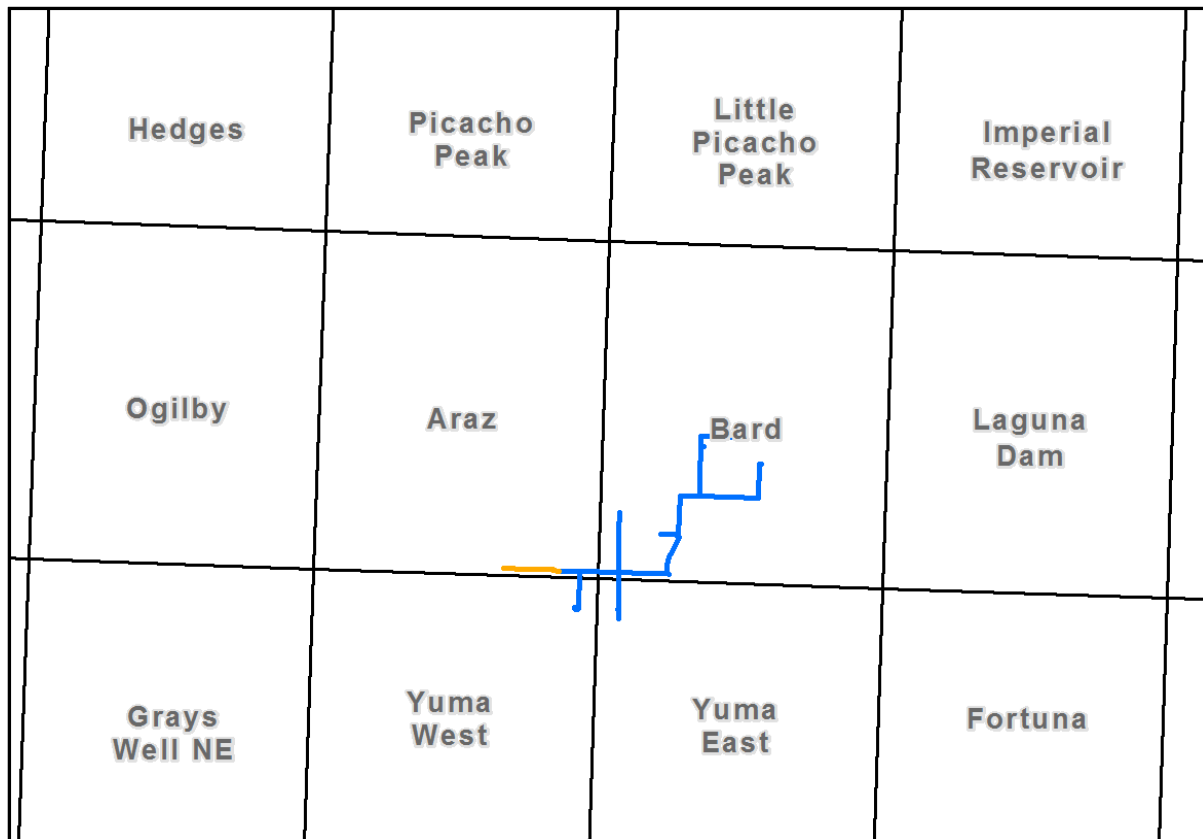 Hedges
Picacho
Peak
Little
Picacho
Peak
Imperial
Reservoir
Ogilby
Araz
Bard
Laguna
Dam
Grays
Well NE
Yuma
West
Yuma
East
Fortuna